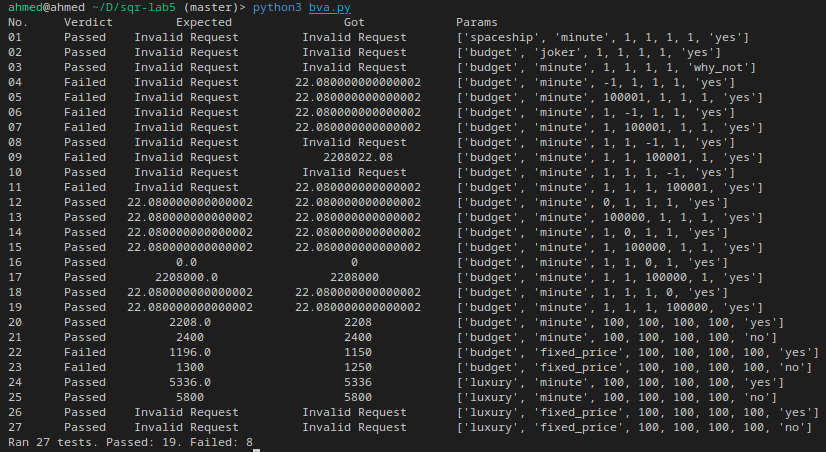 ahmed@ahmed ~/D/sqr-lab5 (master)> python3 bva.py
No. Verdict Expected Got Params
01 Passed Invalid Request Invalid Request ['spaceship', 'minute', 1, 1, 1, 1, 'yes']
02 Passed Invalid Request Invalid Request ['budget', 'joker', 1, 1, 1, 1, 'yes']
03 Passed Invalid Request Invalid Request ['budget', 'minute', 1, 1, 1, 1, 'why_not']
04 Failed Invalid Request 22.080000000000002 ['budget', 'minute', -1, 1, 1, 1, 'yes']
05 Failed Invalid Request 22.080000000000002 ['budget', 'minute', 100001, 1, 1, 1, 'yes']
06 Failed Invalid Request 22.080000000000002 ['budget', 'minute', 1, -1, 1, 1, 'yes']
07 Failed Invalid Request 22.080000000000002 ['budget', 'minute', 1, 100001, 1, 1, 'yes']
08 Passed Invalid Request Invalid Request ['budget', 'minute', 1, 1, -1, 1, 'yes']
09 Failed Invalid Request 2208022.08 ['budget', 'minute', 1, 1, 100001, 1, 'yes']
10 Passed Invalid Request Invalid Request ['budget', 'minute', 1, 1, 1, -1, 'yes']
11 Failed Invalid Request 22.080000000000002 ['budget', 'minute', 1, 1, 1, 100001, 'yes']
12 Passed 22.080000000000002 22.080000000000002 ['budget', 'minute', 0, 1, 1, 1, 'yes']
13 Passed 22.080000000000002 22.080000000000002 ['budget', 'minute', 100000, 1, 1, 1, 'yes']
14 Passed 22.080000000000002 22.080000000000002 ['budget', 'minute', 1, 0, 1, 1, 'yes']
15 Passed 22.080000000000002 22.080000000000002 ['budget', 'minute', 1, 100000, 1, 1, 'yes']
16 Passed 0.0 0 ['budget', 'minute', 1, 1, 0, 1, 'yes']
17 Passed 2208000.0 2208000 ['budget', 'minute', 1, 1, 100000, 1, 'yes']
18 Passed 22.080000000000002 22.080000000000002 ['budget', 'minute', 1, 1, 1, 0, 'yes']
19 Passed 22.080000000000002 22.080000000000002 ['budget', 'minute', 1, 1, 1, 100000, 'yes']
20 Passed 2208.0 2208 ['budget', 'minute', 100, 100, 100, 100, 'yes']
21 Passed 2400 2400 ['budget', 'minute', 100, 100, 100, 100, 'no']
22 Failed 1196.0 1150 ['budget', 'fixed_price', 100, 100, 100, 100, 'yes']
23 Failed 1300 1250 ['budget', 'fixed_price', 100, 100, 100, 100, 'no']
24 Passed 5336.0 5336 ['luxury', 'minute', 100, 100, 100, 100, 'yes']
25 Passed 5800 5800 ['luxury', 'minute', 100, 100, 100, 100, 'no']
26 Passed Invalid Request Invalid Request ['luxury', 'fixed_price', 100, 100, 100, 100, 'yes']
27 Passed Invalid Request Invalid Request ['luxury', 'fixed_price', 100, 100, 100, 100, 'no']
Ran 27 tests. Passed: 19. Failed: 8